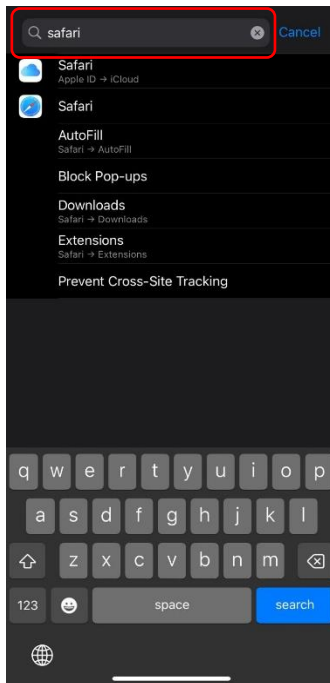 safari
Cancel
Safari
Apple ID → iCloud
Safari
AutoFill
Safari → AutoFill
Block Pop-ups
Downloads
Safari → Downloads
Extensions
Safari → Extensions
Prevent Cross-Site Tracking
q w e r t y u i o p
a s d f g h j k l
z x c v b n m
123 space search